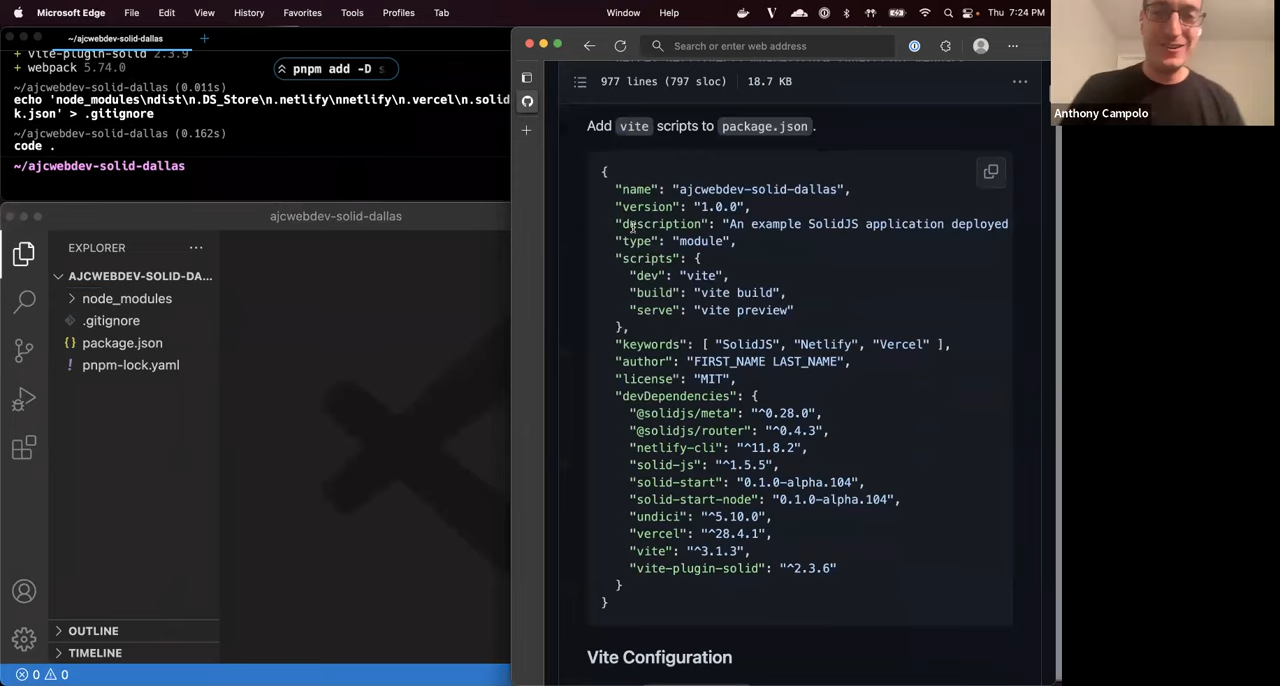 Microsoft Edge File Edit View History Favorites Tools Profiles Tab Window Help Thu 7:24 PM
~/ajcwebdev-solid-dallas
+ vite-plugin-solid 2.3.9
+ webpack 5.74.0
pnpm add -D s
~/ajcwebdev-solid-dallas (0.011s)
echo 'node_modules\ndist\n.DS_Store\n.netlify\nnetlify\n.vercel\n.solid
k.json' > .gitignore
~/ajcwebdev-solid-dallas (0.162s)
code .
~/ajcwebdev-solid-dallas
ajcwebdev-solid-dallas
EXPLORER
AJCWEBDEV-SOLID-DA...
node_modules
.gitignore
{} package.json
! pnpm-lock.yaml
OUTLINE
TIMELINE
0 0
Search or enter web address
977 lines (797 sloc) 18.7 KB
Add vite scripts to package.json.
{
"name": "ajcwebdev-solid-dallas",
"version": "1.0.0",
"description": "An example SolidJS application deployed
"type": "module",
"scripts": {
"dev": "vite",
"build": "vite build",
"serve": "vite preview"
},
"keywords": [ "SolidJS", "Netlify", "Vercel" ],
"author": "FIRST_NAME LAST_NAME",
"license": "MIT",
"devDependencies": {
"@solidjs/meta": "^0.28.0",
"@solidjs/router": "^0.4.3",
"netlify-cli": "^11.8.2",
"solid-js": "^1.5.5",
"solid-start": "0.1.0-alpha.104",
"solid-start-node": "0.1.0-alpha.104",
"undici": "^5.10.0",
"vercel": "^28.4.1",
"vite": "^3.1.3",
"vite-plugin-solid": "^2.3.6"
}
}
Vite Configuration
Anthony Campolo